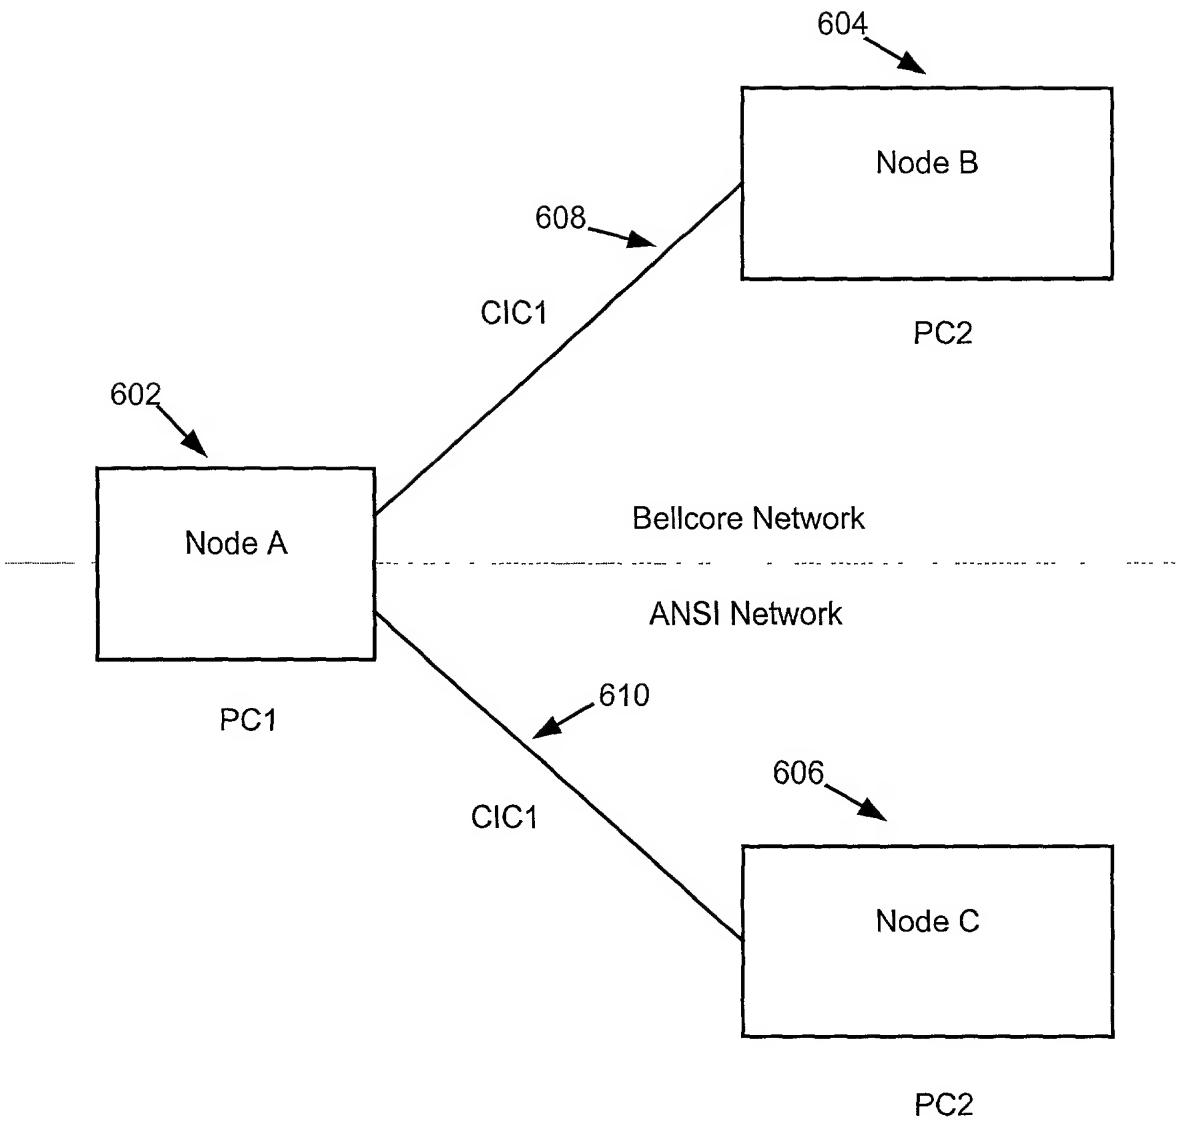 604
Node B
608
CIC1
PC2
602
Node A
Bellcore Network
ANSI Network
610
PC1
606
CIC1
Node C
PC2